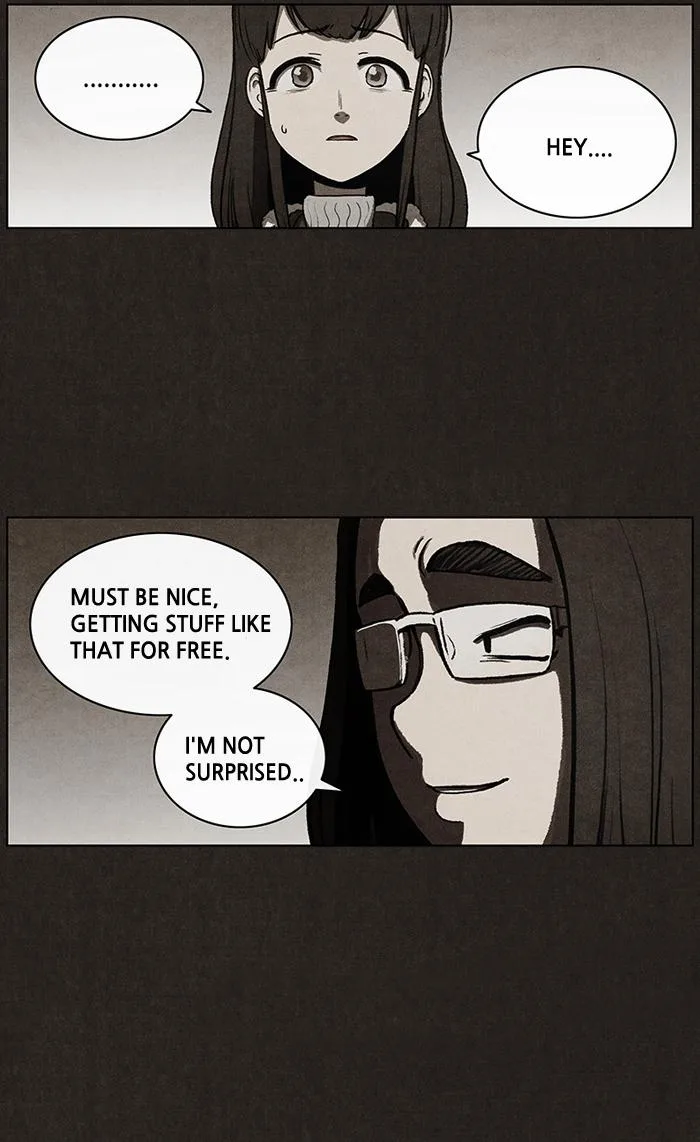 ...........
HEY....
MUST BE NICE,
GETTING STUFF LIKE
THAT FOR FREE.
I'M NOT
SURPRISED..